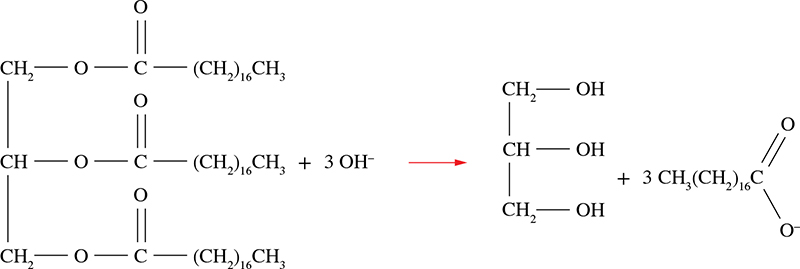 O
CH₂ O C (CH₂)₁₆CH₃
O
CH O C (CH₂)₁₆CH₃ + 3 OH⁻
O
CH₂ O C (CH₂)₁₆CH₃
CH₂ OH
CH OH
CH₂ OH
+ 3 CH₃(CH₂)₁₆C
O
O⁻